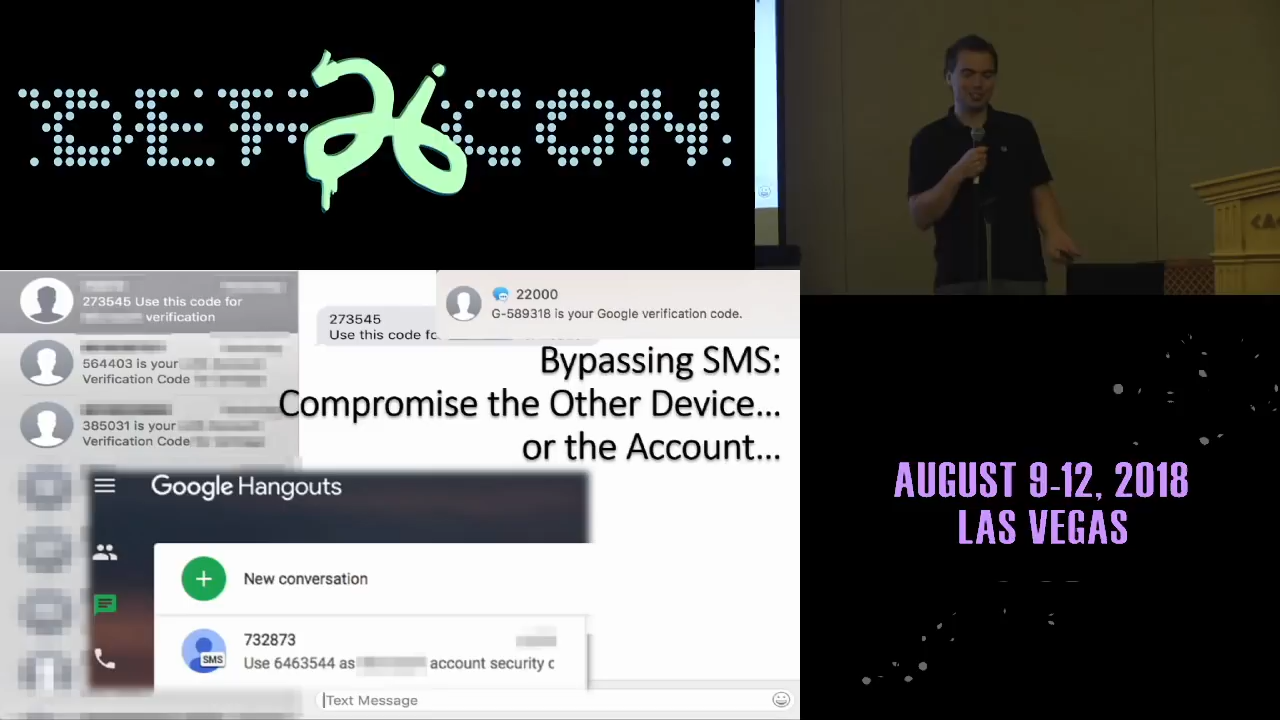 DEF 26 CON
273545 Use this code for
verification
564403 is your
Verification Code
385031 is your
Verification Code
273545
Use this code fo
22000
G-589318 is your Google verification code.
Bypassing SMS:
Compromise the Other Device...
or the Account...
Google Hangouts
New conversation
732873
SMS
Use 6463544 as account security c
Text Message
AUGUST 9-12, 2018
LAS VEGAS